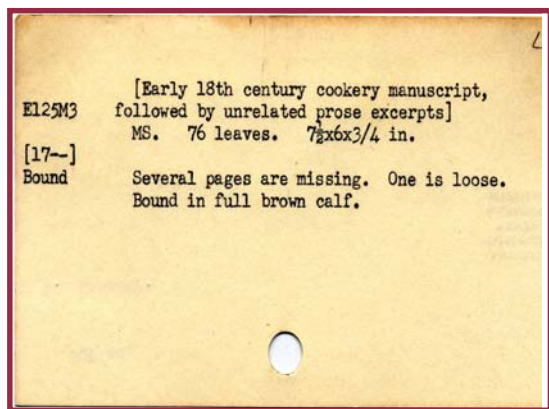 [Early 18th century cookery manuscript,
E125M3 followed by unrelated prose excerpts]
MS. 76 leaves. 7½x6x3/4 in.
[17--]
Bound Several pages are missing. One is loose.
Bound in full brown calf.